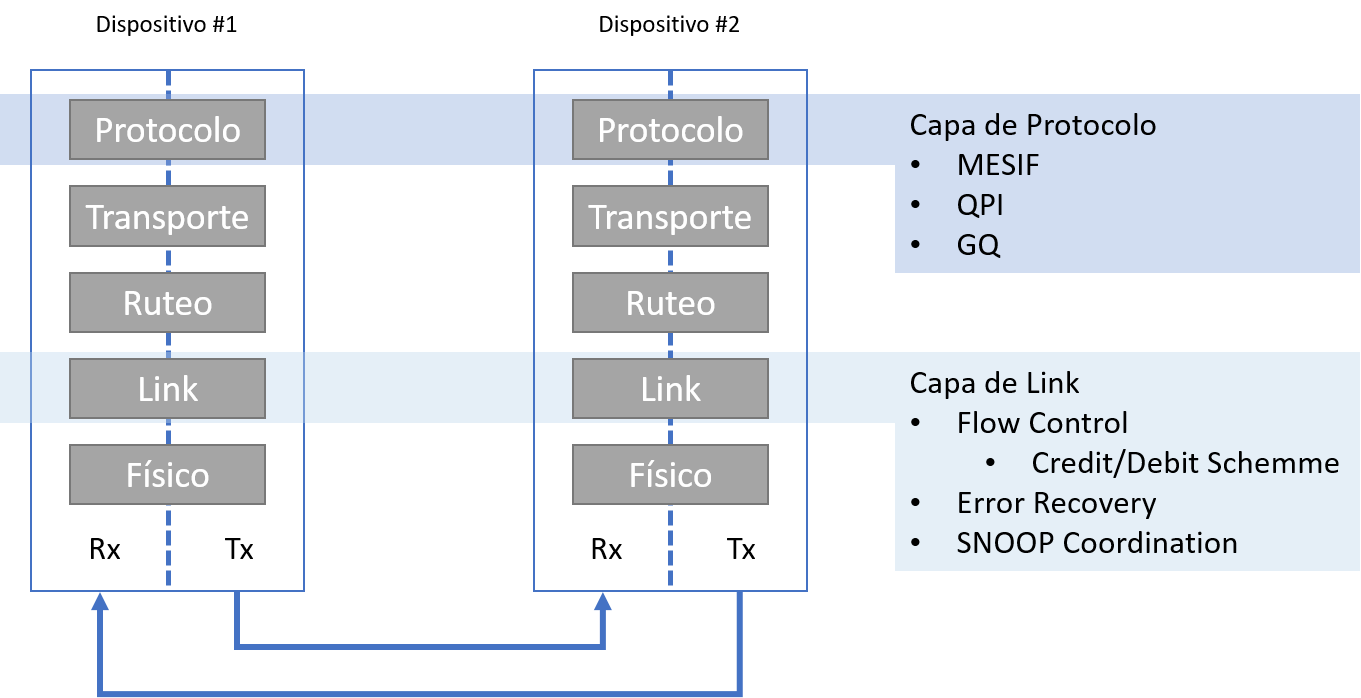 Dispositivo #1
Dispositivo #2
Protocolo
Transporte
Ruteo
Link
Físico
Rx
Tx
Protocolo
Transporte
Ruteo
Link
Físico
Rx
Tx
Capa de Protocolo
• MESIF
• QPI
• GQ
Capa de Link
• Flow Control
• Credit/Debit Schemme
• Error Recovery
• SNOOP Coordination